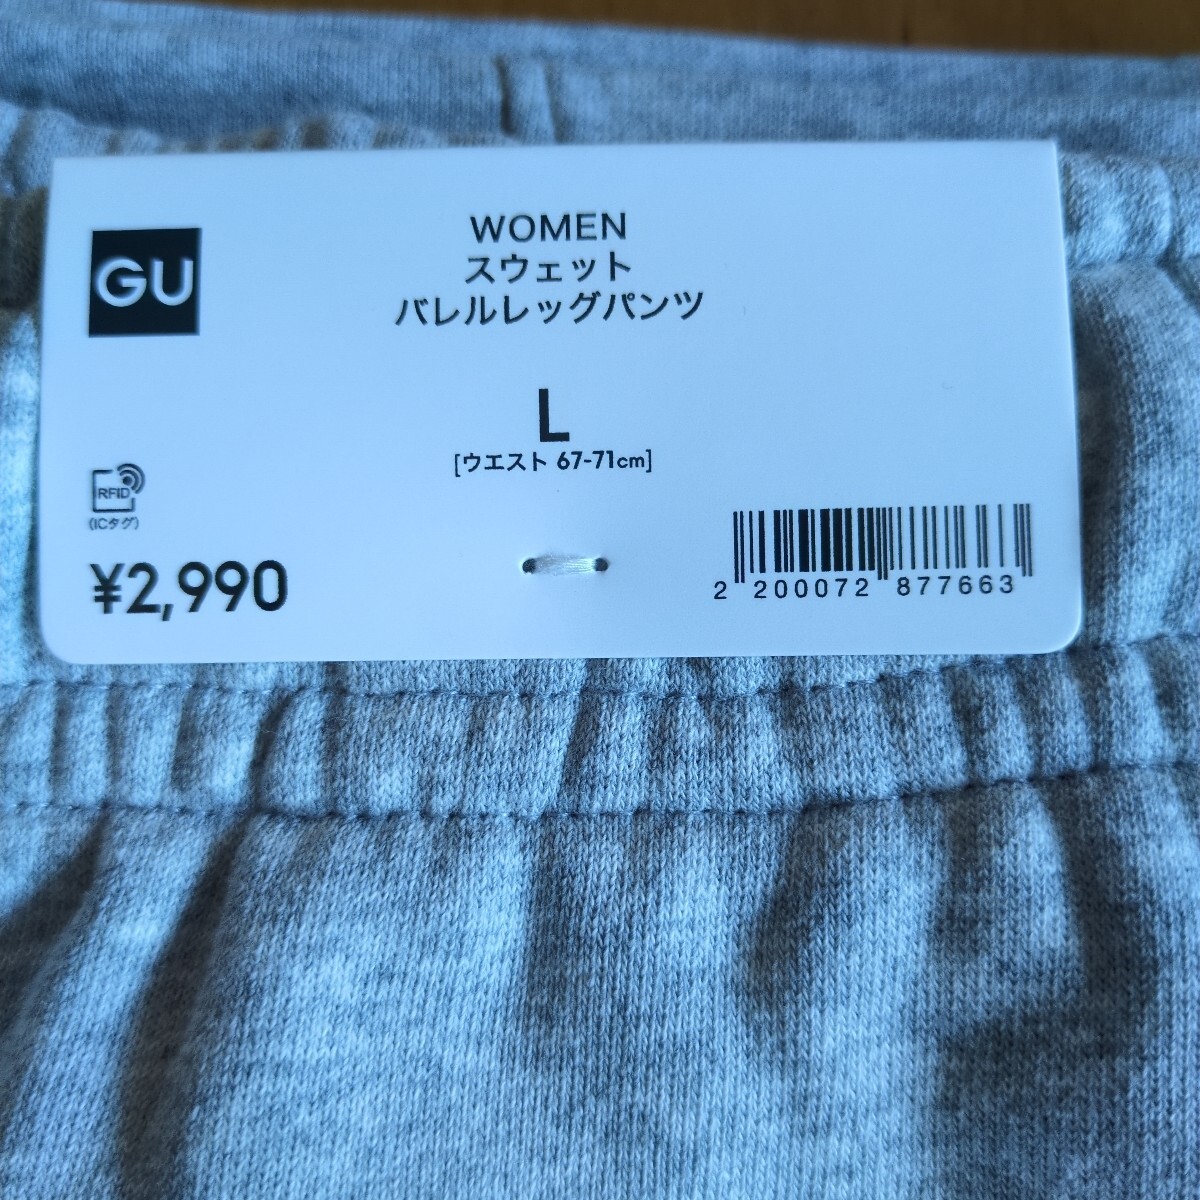 GU
WOMEN
スウェット
バレルレッグパンツ
L
[ウエスト 67-71cm]
RFID
(ICタグ)
¥2,990
2 200072 877663